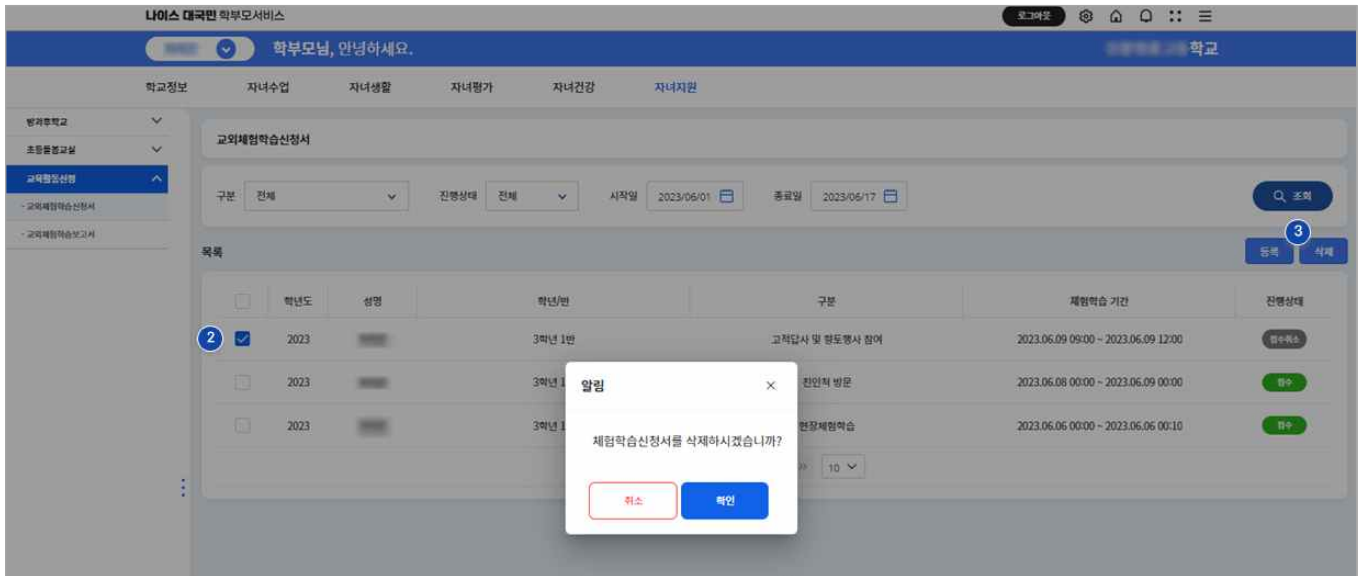 나이스 대국민 학부모서비스
로그아웃
학부모님, 안녕하세요.
학교
학교정보 자녀수업 자녀생활 자녀평가 자녀건강 자녀지원
방과후학교
초등돌봄교실
교육활동신청
- 교외체험학습신청서
- 교외체험학습보고서
교외체험학습신청서
구분 전체 진행상태 전체 시작일 2023/06/01 종료일 2023/06/17 조회
3
목록 등록 삭제
학년도 성명 학년/반 구분 체험학습 기간 진행상태
2 2023 3학년 1반 고적답사 및 향토행사 참여 2023.06.09 09:00 ~ 2023.06.09 12:00 접수취소
2023 3학년 1 친인척 방문 2023.06.08 00:00 ~ 2023.06.09 00:00 접수
2023 3학년 1 현장체험학습 2023.06.06 00:00 ~ 2023.06.06 00:10 접수
10
알림
체험학습신청서를 삭제하시겠습니까?
취소 확인